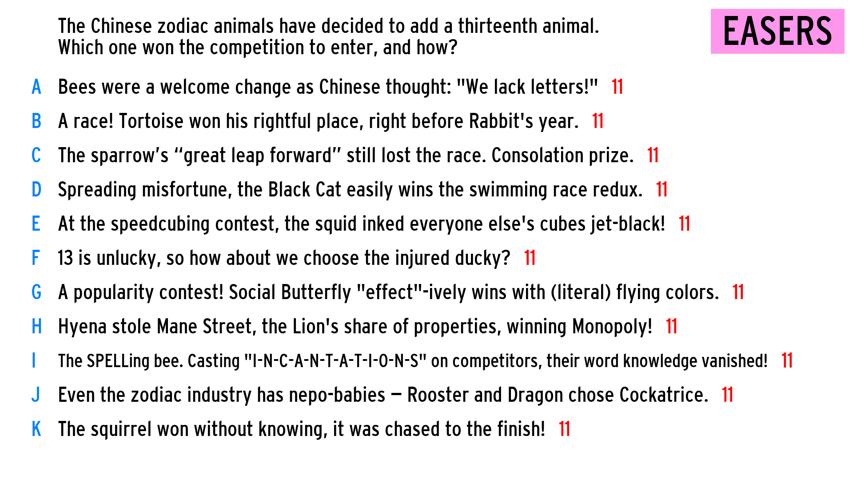 The Chinese zodiac animals have decided to add a thirteenth animal.
Which one won the competition to enter, and how?
EASERS
A Bees were a welcome change as Chinese thought: "We lack letters!" 11
B A race! Tortoise won his rightful place, right before Rabbit's year. 11
C The sparrow's “great leap forward” still lost the race. Consolation prize. 11
D Spreading misfortune, the Black Cat easily wins the swimming race redux. 11
E At the speedcubing contest, the squid inked everyone else's cubes jet-black! 11
F 13 is unlucky, so how about we choose the injured ducky? 11
G A popularity contest! Social Butterfly "effect"-ively wins with (literal) flying colors. 11
H Hyena stole Mane Street, the Lion's share of properties, winning Monopoly! 11
I The SPELLing bee. Casting "I-N-C-A-N-T-A-T-I-O-N-S" on competitors, their word knowledge vanished! 11
J Even the zodiac industry has nepo-babies – Rooster and Dragon chose Cockatrice. 11
K The squirrel won without knowing, it was chased to the finish! 11